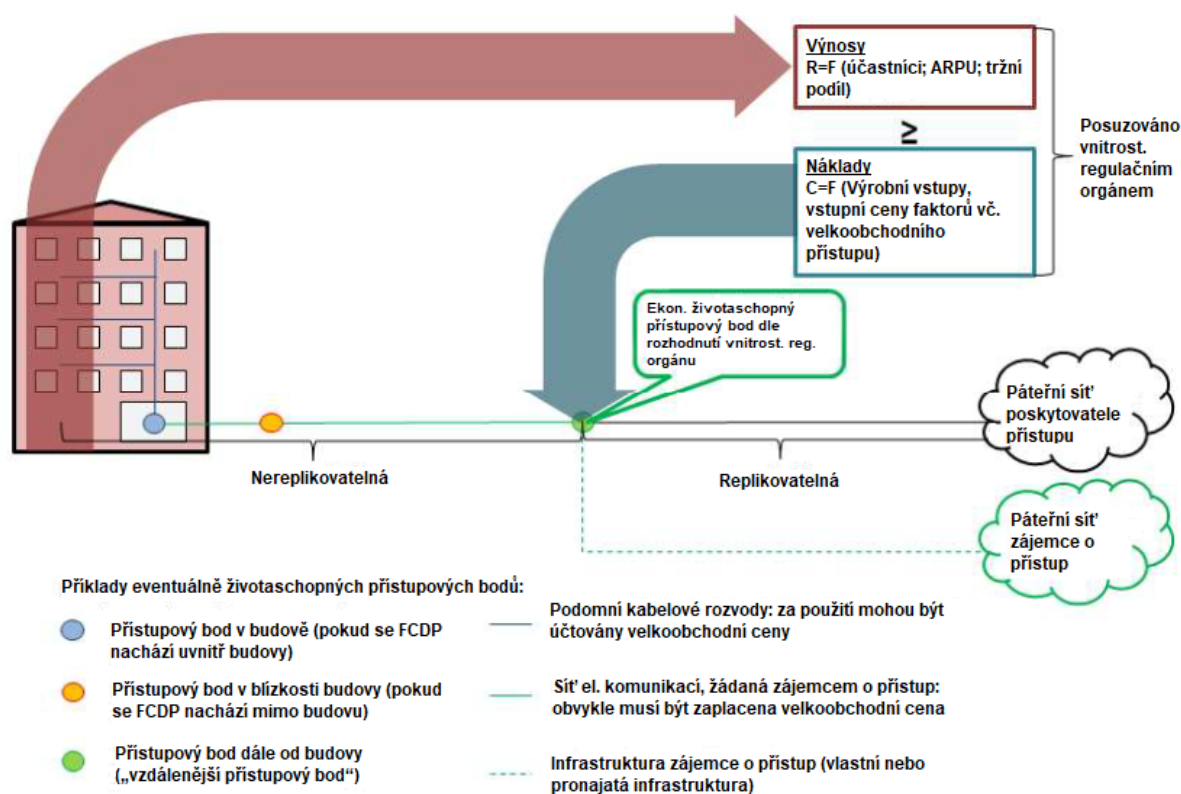 Výnosy
R=F (účastníci; ARPU; tržní
podíl)
≥
Náklady
C=F (Výrobní vstupy,
vstupní ceny faktorů vč.
velkoobchodního
přístupu)
Posuzováno
vnitrost.
regulačním
orgánem
Ekon. životaschopný
přístupový bod dle
rozhodnutí vnitrost. reg.
orgánu
Páteřní síť
poskytovatele
přístupu
Nereplikovatelná
Replikovatelná
Páteřní síť
zájemce o
přístup
Příklady eventuálně životaschopných přístupových bodů:
Přístupový bod v budově (pokud se FCDP
nachází uvnitř budovy)
Přístupový bod v blízkosti budovy (pokud
se FCDP nachází mimo budovu)
Přístupový bod dále od budovy
(„vzdálenější přístupový bod“)
Podomní kabelové rozvody: za použití mohou být
účtovány velkoobchodní ceny
Síť el. komunikací, žádaná zájemcem o přístup:
obvykle musí být zaplacena velkoobchodní cena
Infrastruktura zájemce o přístup (vlastní nebo
pronajatá infrastruktura)